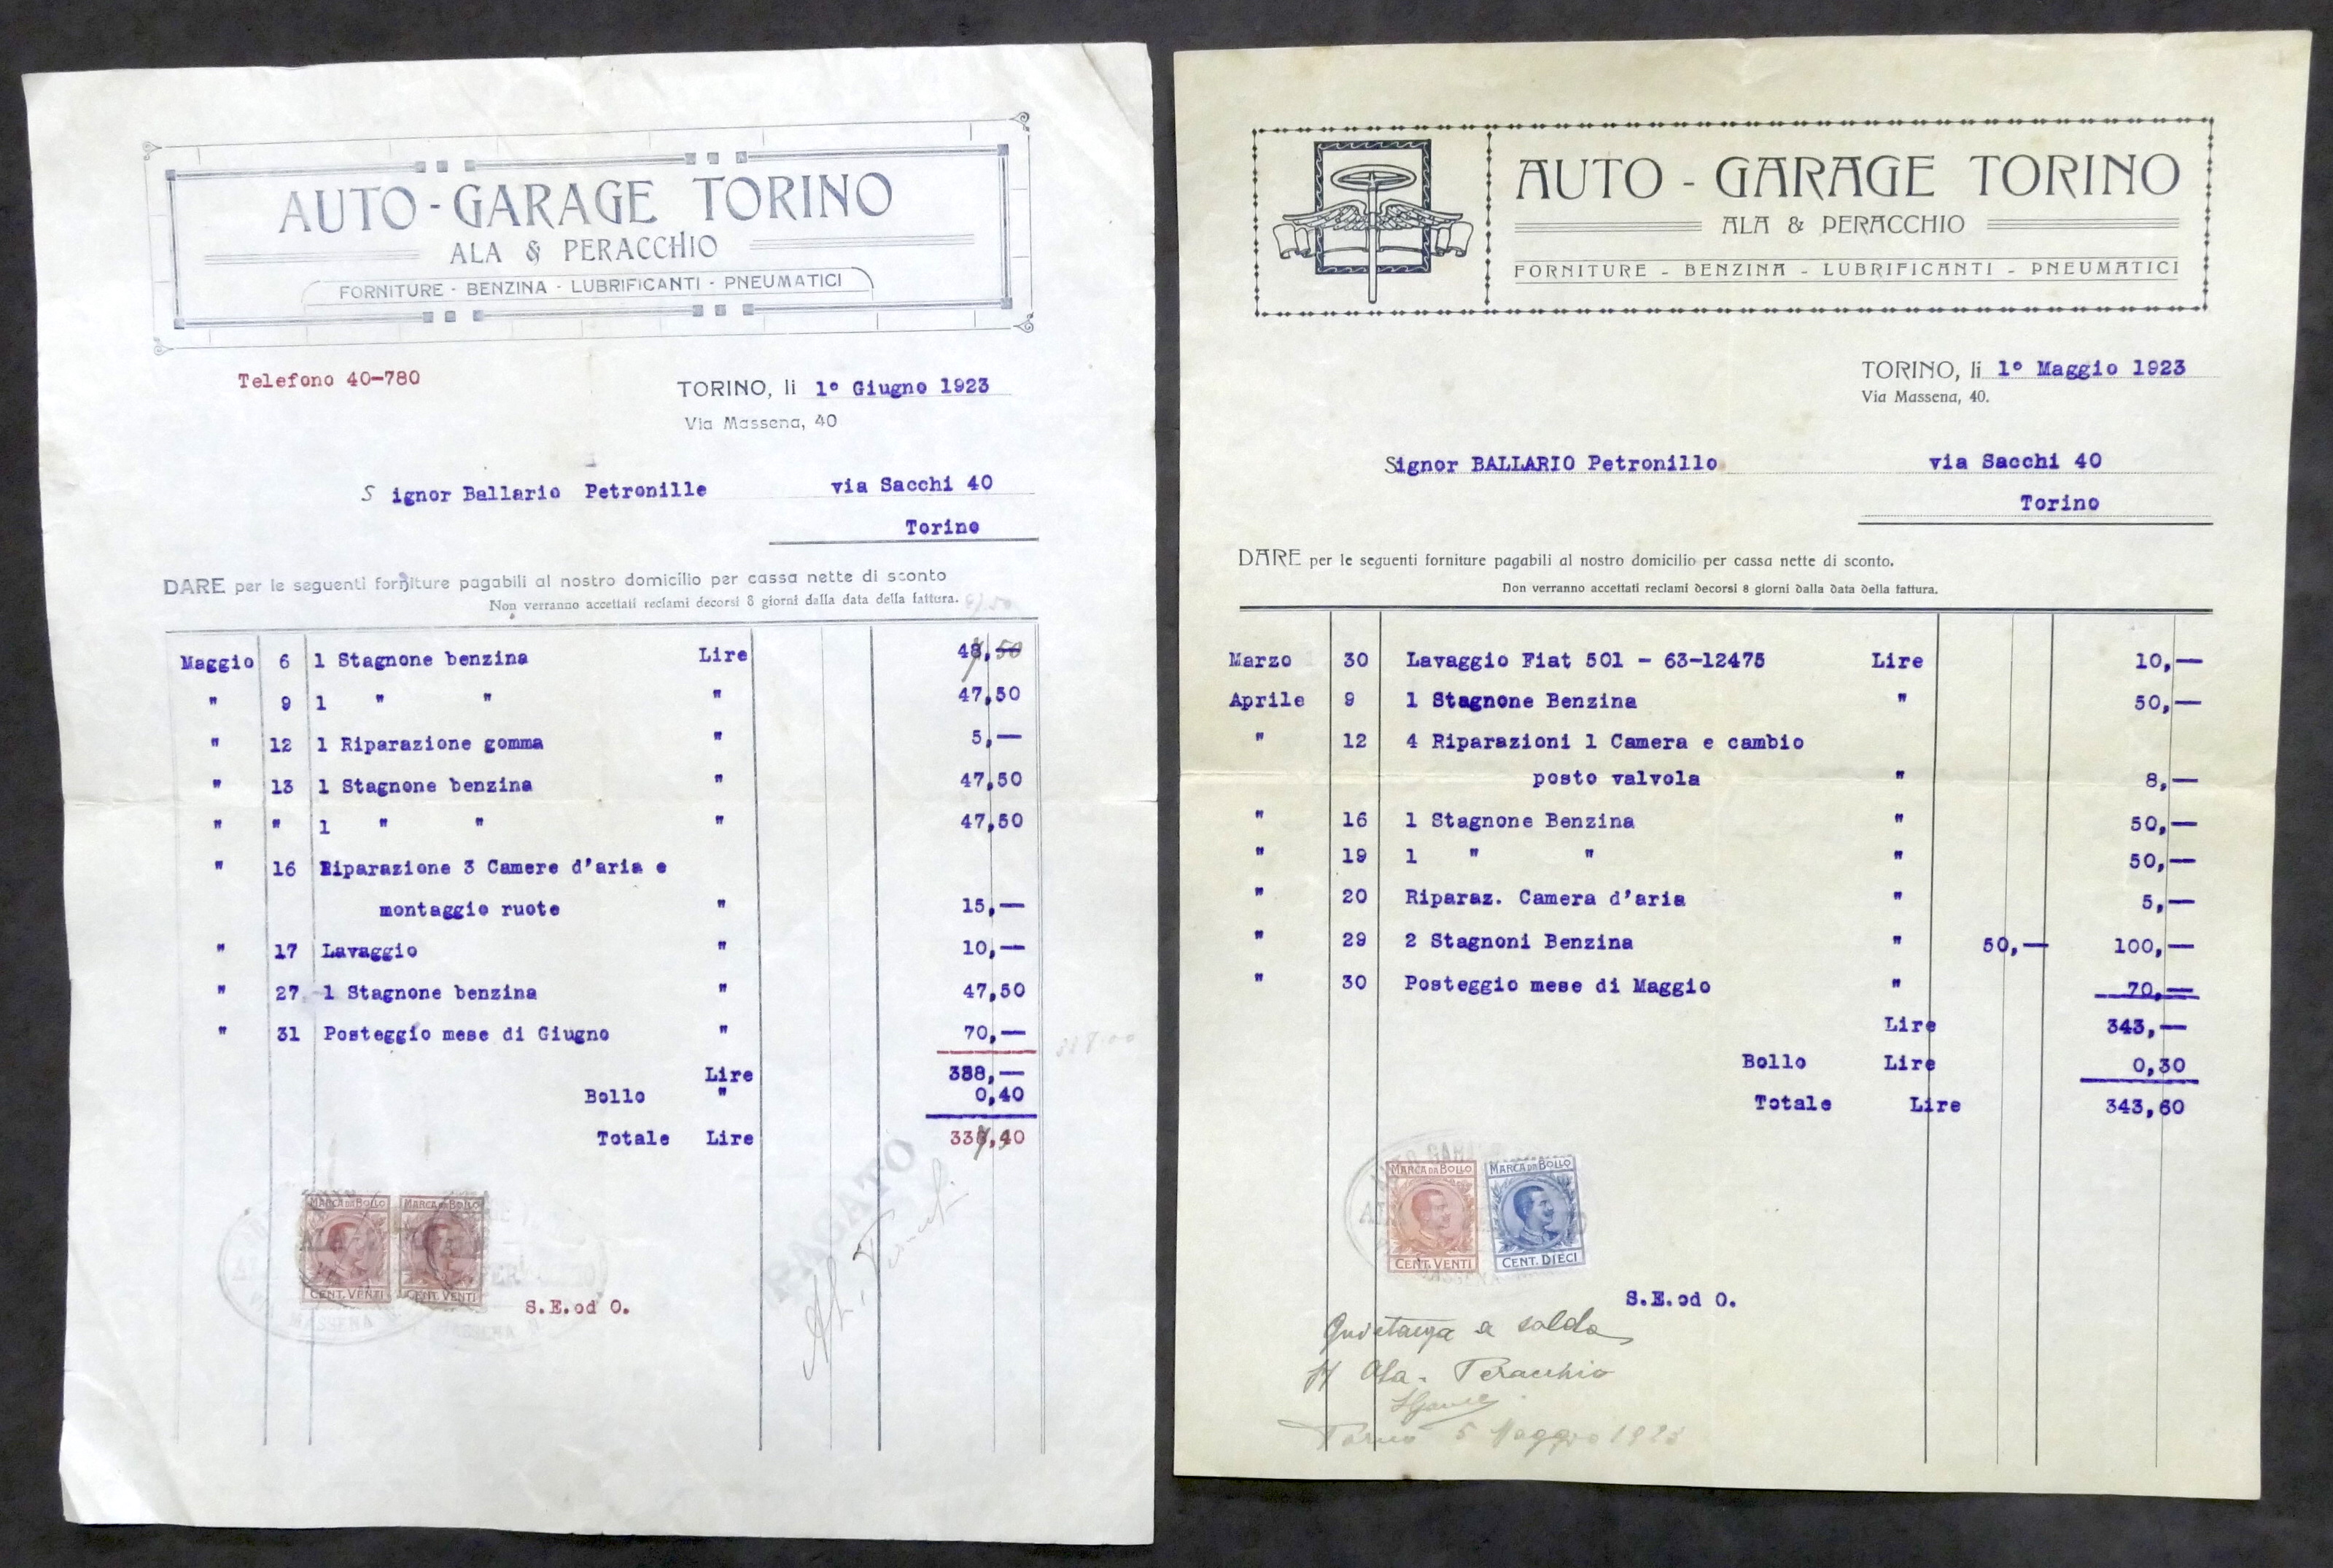 AUTO - GARAGE TORINO
ALA & PERACCHIO
FORNITURE - BENZINA - LUBRIFICANTI - PNEUMATICI
Telefono 40-780
TORINO, li 1° Giugno 1923
Via Massena, 40
S ignor Ballario Petronille via Sacchi 40
Torino
DARE per le seguenti forniture pagabili al nostro domicilio per cassa nette di sconto
Non verranno accettati reclami decorsi 8 giorni dalla data della fattura.
Maggio 6 1 Stagnone benzina Lire 48,50
" 9 1 " " " 47,50
" 12 1 Riparazione gomma " 5,—
" 13 1 Stagnone benzina " 47,50
" " 1 " " " 47,50
" 16 Riparazione 3 Camere d'aria e
montaggio ruote " 15,—
" 17 Lavaggio " 10,—
" 27 1 Stagnone benzina " 47,50
" 31 Posteggio mese di Giugno " 70,—
Lire 338,—
Bollo " 0,40
Totale Lire 338,40
PAGATO
MARCA DA BOLLO MARCA DA BOLLO
CENT. VENTI CENT. VENTI
MASSENA
S.E.od O.
AUTO - GARAGE TORINO
ALA & PERACCHIO
FORNITURE - BENZINA - LUBRIFICANTI - PNEUMATICI
TORINO, li 1° Maggio 1923
Via Massena, 40.
Signor BALLARIO Petronillo via Sacchi 40
Torino
DARE per le seguenti forniture pagabili al nostro domicilio per cassa nette di sconto.
Non verranno accettati reclami decorsi 8 giorni dalla data della fattura.
Marzo 30 Lavaggio Fiat 501 - 63-12475 Lire 10,—
Aprile 9 1 Stagnone Benzina " 50,—
" 12 4 Riparazioni 1 Camera e cambio
posto valvola " 8,—
" 16 1 Stagnone Benzina " 50,—
" 19 1 " " " 50,—
" 20 Riparaz. Camera d'aria " 5,—
" 29 2 Stagnoni Benzina " 50,— 100,—
" 30 Posteggio mese di Maggio " 70,—
Lire 343,—
Bollo Lire 0,30
Totale Lire 343,60
MARCA DA BOLLO MARCA DA BOLLO
CENT. VENTI CENT. DIECI
S.E.od O.
Quietanza a saldo
Ala - Peracchio
Torino 5 Maggio 1923